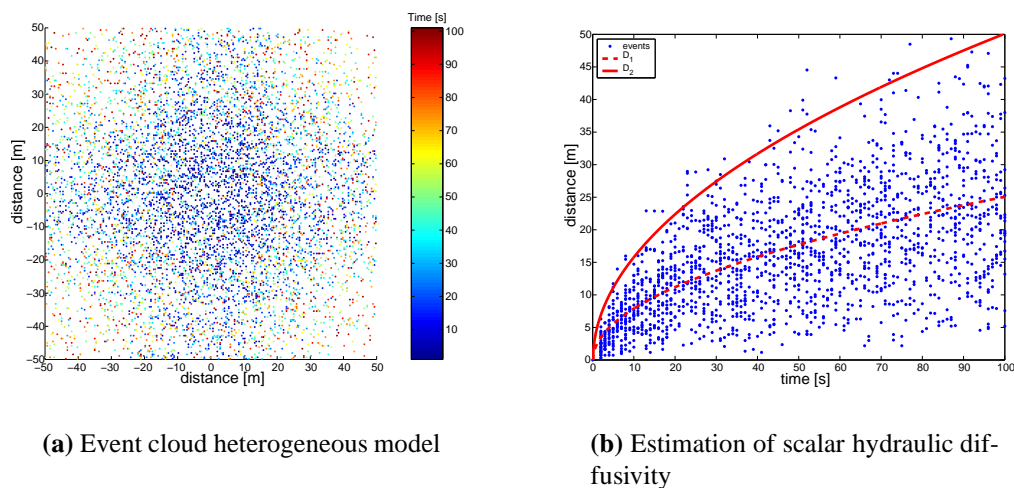 Time [s]
50
40
30
20
10
0
−10
−20
−30
−40
−50
distance [m]
−50 −40 −30 −20 −10 0 10 20 30 40 50
distance [m]
100
90
80
70
60
50
40
30
20
10
50
45
40
35
30
25
20
15
10
5
0
distance [m]
events
D1
D2
0 10 20 30 40 50 60 70 80 90 100
time [s]
(a) Event cloud heterogeneous model
(b) Estimation of scalar hydraulic dif-
fusivity